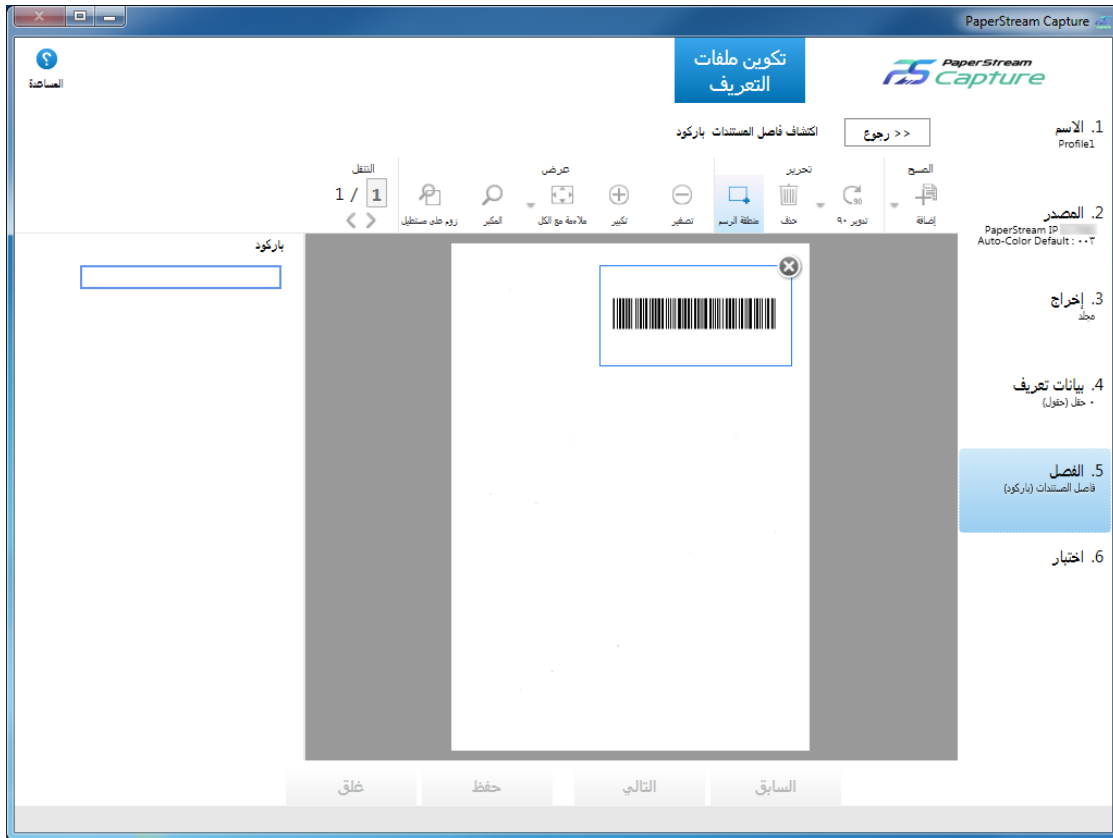 PaperStream Capture
PaperStream
Capture
تكوين ملفات
التعريف
المساعدة
1. الاسم
Profile1
2. المصدر
PaperStream IP
Auto-Color Default : ٠٠٣
3. إخراج
مجلد
4. بيانات تعريف
٠ حقل (حقول)
5. الفصل
فاصل المستندات (باركود)
6. اختبار
<< رجوع
اكتشاف فاصل المستندات باركود
المسح
إضافة
تحرير
90
تدوير ٩٠
حذف
منطقة الرسم
عرض
تصغير
تكبير
ملاءمة مع الكل
المكبر
زووم على مستطيل
التنقل
1 / 1
باركود
السابق
التالي
حفظ
غلق